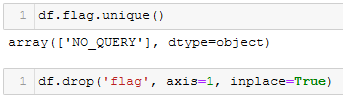 1 df.flag.unique()
array(['NO_QUERY'], dtype=object)
1 df.drop('flag', axis=1, inplace=True)